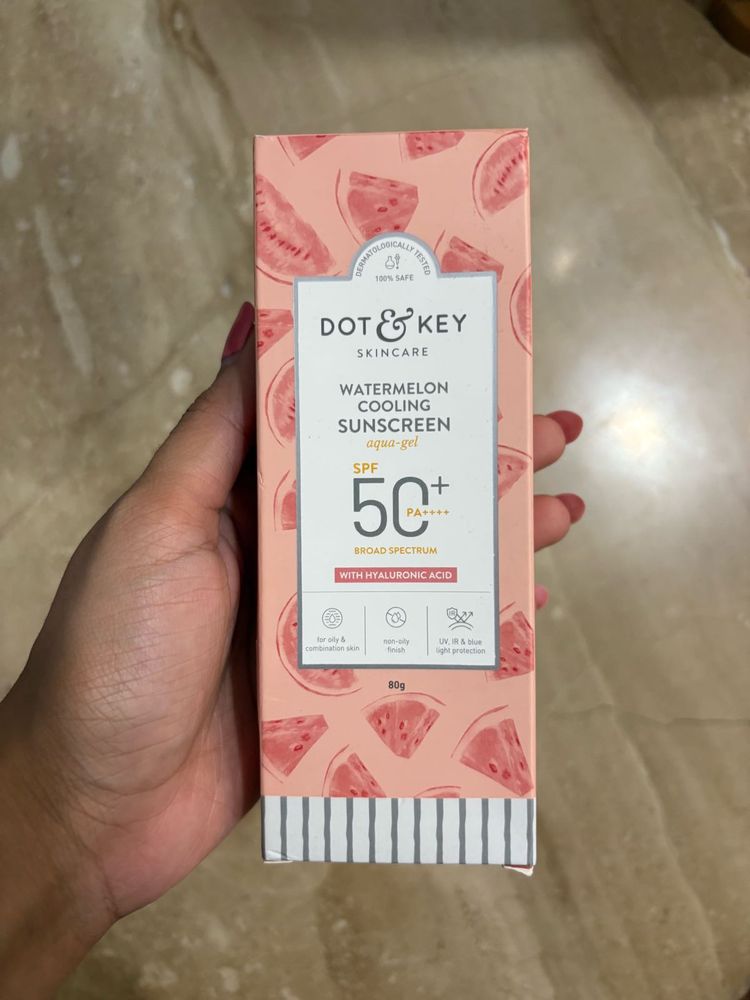 DERMATOLOGICALLY TESTED
100% SAFE
DOT & KEY
SKINCARE
WATERMELON
COOLING
SUNSCREEN
aqua-gel
SPF
50+
PA++++
BROAD SPECTRUM
WITH HYALURONIC ACID
for oily &
combination skin
non-oily
finish
UV, IR & blue
light protection
80g